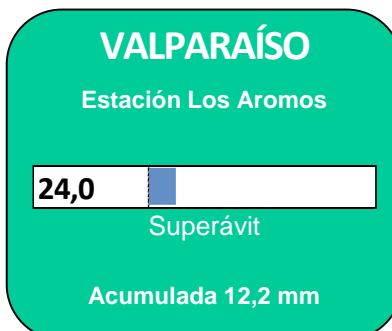 VALPARAÍSO
Estación Los Aromos
24,0
Superávit
Acumulada 12,2 mm